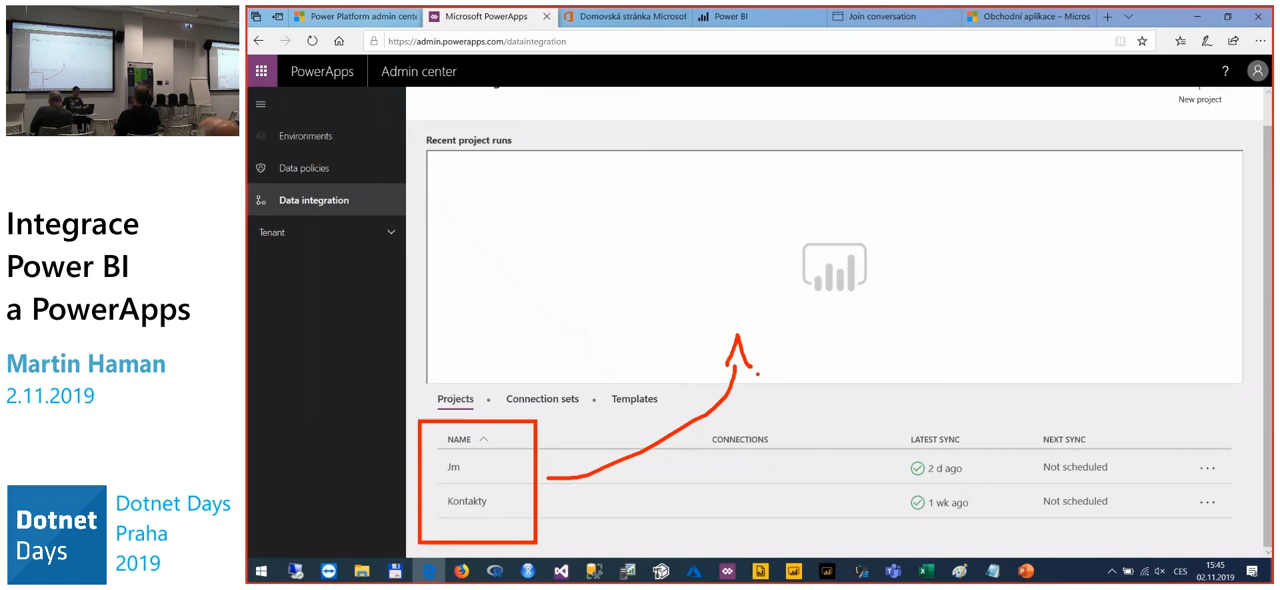 Integrace
Power BI
a PowerApps
Martin Haman
2.11.2019
Dotnet
Days
Dotnet Days
Praha
2019
Power Platform admin cente
Microsoft PowerApps
Domovská stránka Microsof
Power BI
Join conversation
Obchodní aplikace – Micros
https://admin.powerapps.com/dataintegration
PowerApps
Admin center
?
New project
Environments
Data policies
Data integration
Tenant
Recent project runs
Projects
Connection sets
Templates
NAME
CONNECTIONS
LATEST SYNC
NEXT SYNC
Jm
2 d ago
Not scheduled
Kontakty
1 wk ago
Not scheduled
CES
15:45
02.11.2019